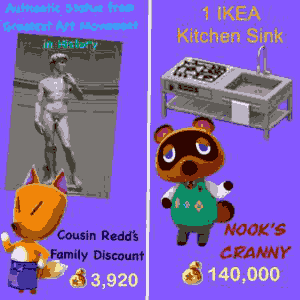 Authentic Statue from
Greatest Art Movement
in History
Cousin Redd's
Family Discount
3,920
1 IKEA
Kitchen Sink
NOOK'S
CRANNY
140,000